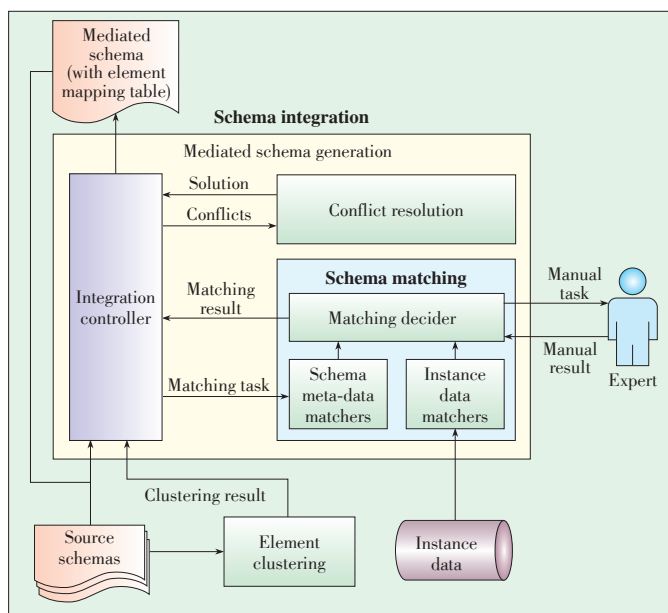 Mediated
schema
(with element
mapping table)
Schema integration
Mediated schema generation
Solution
Conflicts
Conflict resolution
Integration
controller
Schema matching
Matching
result
Matching decider
Manual
task
Manual
result
Expert
Matching task
Schema
meta-data
matchers
Instance
data
matchers
Clustering result
Source
schemas
Element
clustering
Instance
data